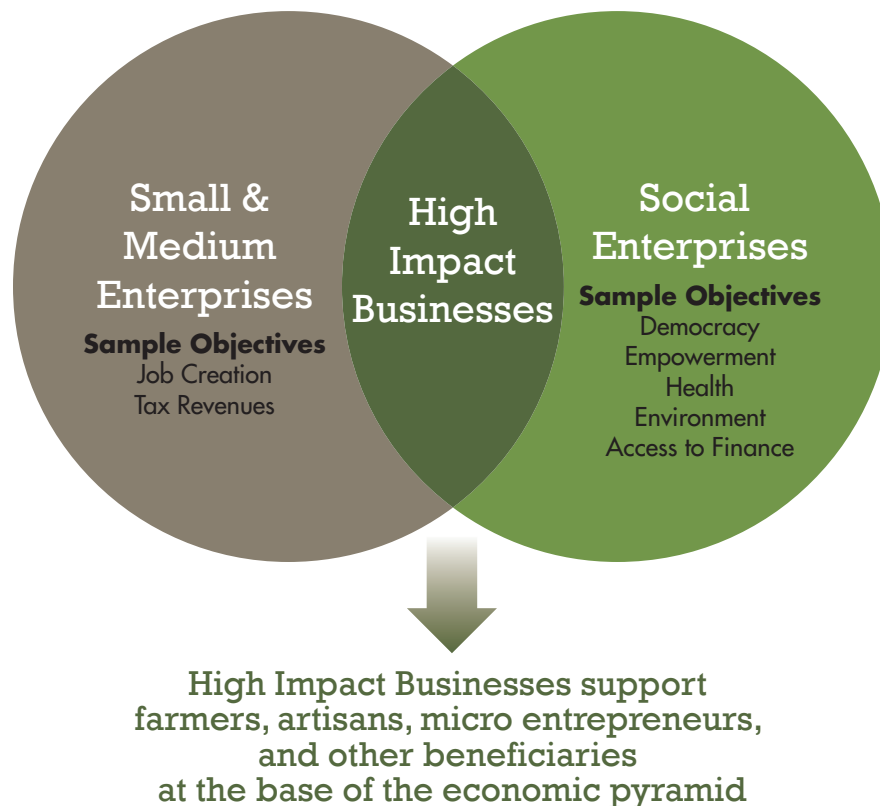 Small &
Medium
Enterprises
Sample Objectives
Job Creation
Tax Revenues
High
Impact
Businesses
Social
Enterprises
Sample Objectives
Democracy
Empowerment
Health
Environment
Access to Finance
High Impact Businesses support
farmers, artisans, micro entrepreneurs,
and other beneficiaries
at the base of the economic pyramid